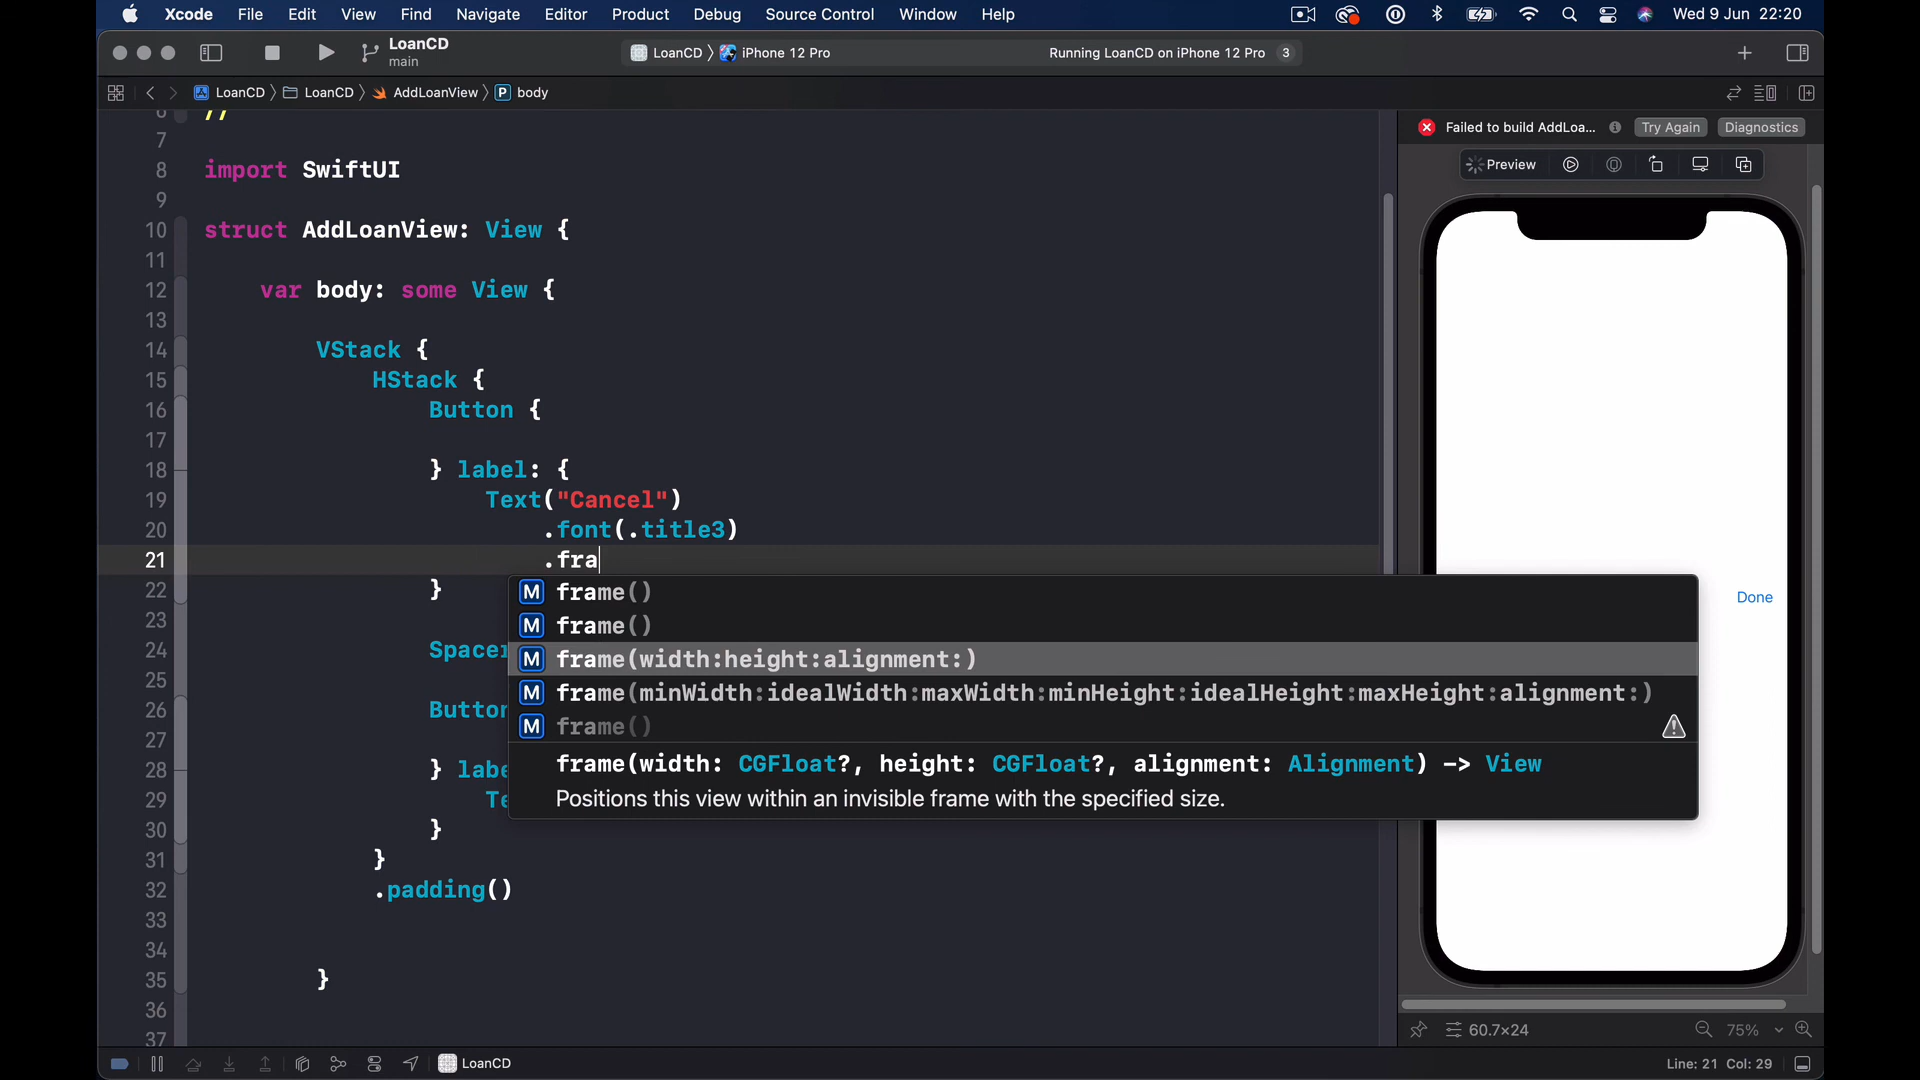 Xcode File Edit View Find Navigate Editor Product Debug Source Control Window Help Wed 9 Jun 22:20
LoanCD
main
LoanCD 〉 iPhone 12 Pro Running LoanCD on iPhone 12 Pro 3
LoanCD 〉 LoanCD 〉 AddLoanView 〉 P body
Failed to build AddLoa... Try Again Diagnostics
Preview
6 //
7
8 import SwiftUI
9
10 struct AddLoanView: View {
11
12 var body: some View {
13
14 VStack {
15 HStack {
16 Button {
17
18 } label: {
19 Text("Cancel")
20 .font(.title3)
21 .fra
22 }
23
24 Spacer
25
26 Button
27
28 } labe
29 Te
30 }
31 }
32 .padding()
33
34
35 }
36
37
M frame()
M frame()
M frame(width:height:alignment:)
M frame(minWidth:idealWidth:maxWidth:minHeight:idealHeight:maxHeight:alignment:)
M frame()
frame(width: CGFloat?, height: CGFloat?, alignment: Alignment) -> View
Positions this view within an invisible frame with the specified size.
Done
60.7×24 75%
LoanCD Line: 21 Col: 29